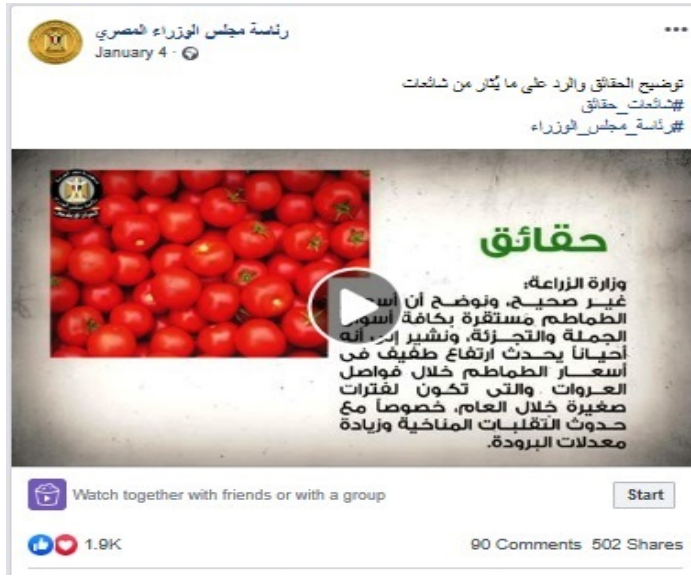 رئاسة مجلس الوزراء المصري
January 4
توضيح الحقائق والرد على ما يُثار من شائعات
#شائعات_حقائق
#رئاسة_مجلس_الوزراء
حقائق
وزارة الزراعة:
غير صحيح، ونوضح أن
الطماطم مستقرة بكافة أسواق
الجملة والتجزئة، ونشير إلى أنه
أحياناً يحدث ارتفاع طفيف فى
أسعار الطماطم خلال فواصل
العروات والتى تكون لفترات
صغيرة خلال العام، خصوصاً مع
حدوث التقلبات المناخية وزيادة
معدلات البرودة.
Watch together with friends or with a group
Start
1.9K
90 Comments 502 Shares